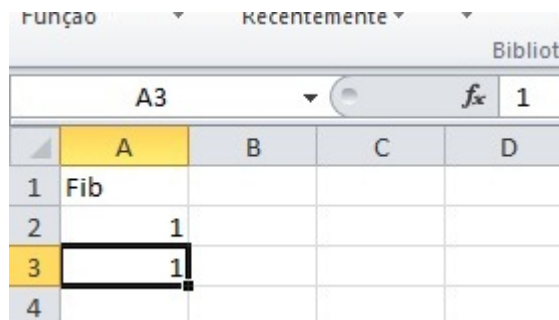 Função Recentemente
Bibliot
A3 fx 1
A B C D
1 Fib
2 1
3 1
4